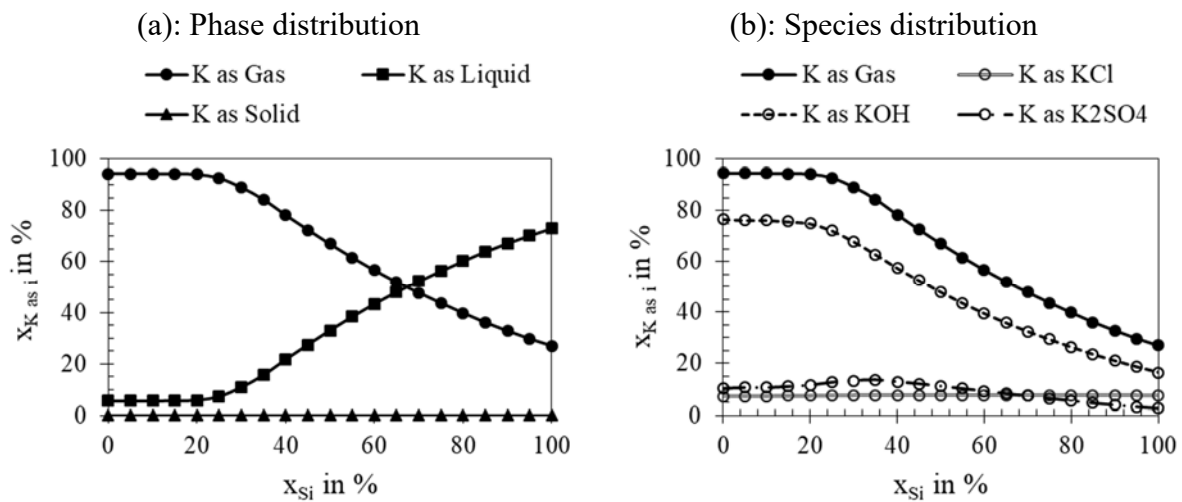 (a): Phase distribution
K as Gas K as Liquid
K as Solid
100
80
60
40
20
0
x_K as i in %
0 20 40 60 80 100
x_Si in %
(b): Species distribution
K as Gas K as KCl
K as KOH K as K2SO4
100
80
60
40
20
0
x_K as i in %
0 20 40 60 80 100
x_Si in %